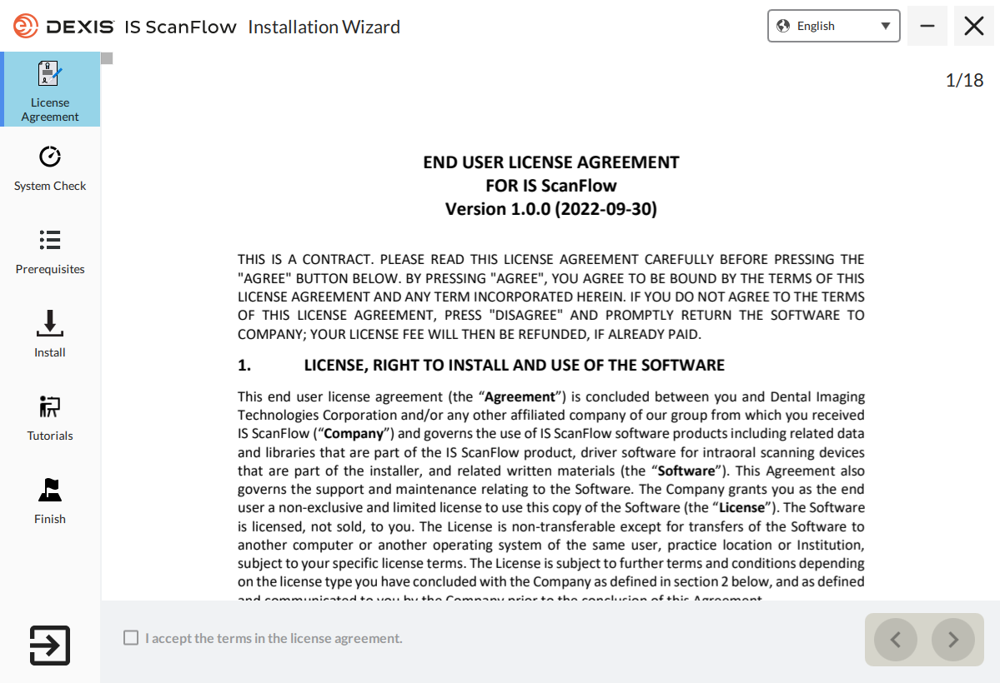 DEXIS IS ScanFlow Installation Wizard
English
License
Agreement
System Check
Prerequisites
Install
Tutorials
Finish
1/18
END USER LICENSE AGREEMENT
FOR IS ScanFlow
Version 1.0.0 (2022-09-30)
THIS IS A CONTRACT. PLEASE READ THIS LICENSE AGREEMENT CAREFULLY BEFORE PRESSING THE
"AGREE" BUTTON BELOW. BY PRESSING "AGREE", YOU AGREE TO BE BOUND BY THE TERMS OF THIS
LICENSE AGREEMENT AND ANY TERM INCORPORATED HEREIN. IF YOU DO NOT AGREE TO THE TERMS
OF THIS LICENSE AGREEMENT, PRESS "DISAGREE" AND PROMPTLY RETURN THE SOFTWARE TO
COMPANY; YOUR LICENSE FEE WILL THEN BE REFUNDED, IF ALREADY PAID.
1. LICENSE, RIGHT TO INSTALL AND USE OF THE SOFTWARE
This end user license agreement (the “Agreement”) is concluded between you and Dental Imaging
Technologies Corporation and/or any other affiliated company of our group from which you received
IS ScanFlow (“Company”) and governs the use of IS ScanFlow software products including related data
and libraries that are part of the IS ScanFlow product, driver software for intraoral scanning devices
that are part of the installer, and related written materials (the “Software”). This Agreement also
governs the support and maintenance relating to the Software. The Company grants you as the end
user a non-exclusive and limited license to use this copy of the Software (the “License”). The Software
is licensed, not sold, to you. The License is non-transferable except for transfers of the Software to
another computer or another operating system of the same user, practice location or Institution,
subject to your specific license terms. The License is subject to further terms and conditions depending
on the license type you have concluded with the Company as defined in section 2 below, and as defined
and communicated to you by the Company prior to the conclusion of this Agreement.
I accept the terms in the license agreement.